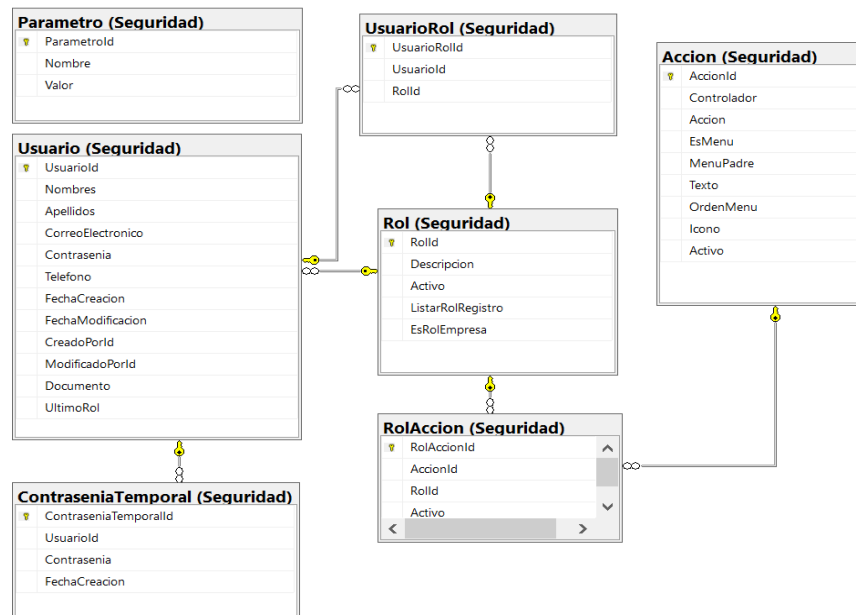 Parametro (Seguridad)
ParametroId
Nombre
Valor
UsuarioRol (Seguridad)
UsuarioRolId
UsuarioId
RolId
Accion (Seguridad)
AccionId
Controlador
Accion
EsMenu
MenuPadre
Texto
OrdenMenu
Icono
Activo
Usuario (Seguridad)
UsuarioId
Nombres
Apellidos
CorreoElectronico
Contrasenia
Telefono
FechaCreacion
FechaModificacion
CreadoPorId
ModificadoPorId
Documento
UltimoRol
Rol (Seguridad)
RolId
Descripcion
Activo
ListarRolRegistro
EsRolEmpresa
RolAccion (Seguridad)
RolAccionId
AccionId
RolId
Activo
ContraseniaTemporal (Seguridad)
ContraseniaTemporalId
UsuarioId
Contrasenia
FechaCreacion